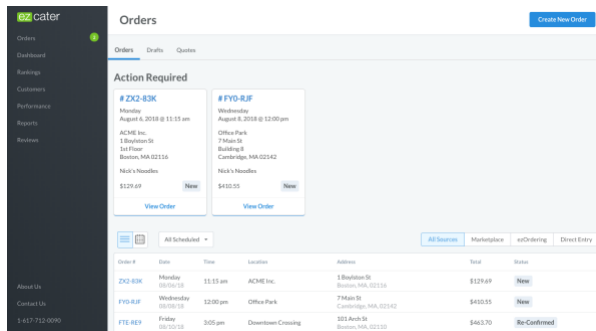 ez cater
Orders
Dashboard
Rankings
Customers
Performance
Reports
Reviews
About Us
Contact Us
1-617-712-0090
Orders
Create New Order
Orders Drafts Quotes
Action Required
# ZX2-83K
Monday
August 6, 2018 @ 11:15 am
ACME Inc.
1 Boylston St
1st Floor
Boston, MA 02116
Nick's Noodles
$129.69 New
View Order
# FY0-RJF
Wednesday
August 8, 2018 @ 12:00 pm
Office Park
7 Main St
Building 8
Cambridge, MA 02142
Nick's Noodles
$410.55 New
View Order
All Scheduled
All Sources Marketplace ezOrdering Direct Entry
Order # Date Time Location Address Total Status
ZX2-83K Monday 11:15 am ACME Inc. 1 Boylston St $129.69 New
08/06/18 Boston, MA 02116
FY0-RJF Wednesday 12:00 pm Office Park 7 Main St $410.55 New
08/08/18 Cambridge, MA 02142
FTE-RE9 Friday 3:05 pm Downtown Crossing 101 Arch St $463.70 Re-Confirmed
08/10/18 Boston, MA 02110